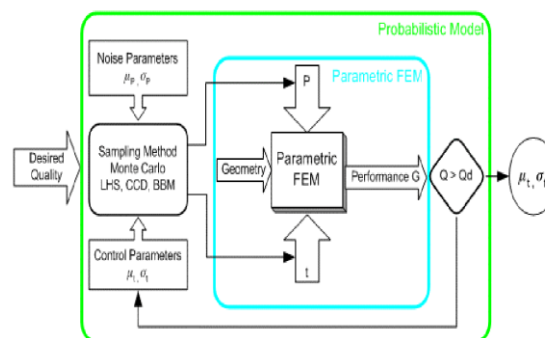 Probabilistic Model
Noise Parameters
μP, σP
Parametric FEM
P
Desired
Quality
Sampling Method
Monte Carlo
LHS, CCD, BBM
Geometry
Parametric
FEM
Performance G
Q > Qd
μt, σt
Control Parameters
μt, σt
t